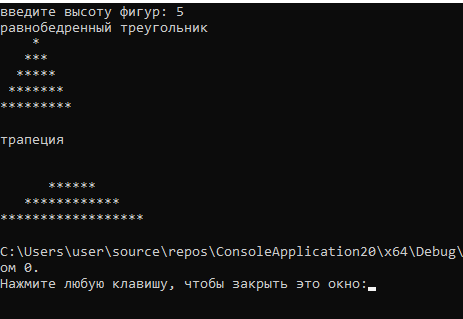 введите высоту фигур: 5
равнобедренный треугольник
    *
   ***
  *****
 *******
*********

трапеция


      ******
   ************
******************

C:\Users\user\source\repos\ConsoleApplication20\x64\Debug\
ом 0.
Нажмите любую клавишу, чтобы закрыть это окно: